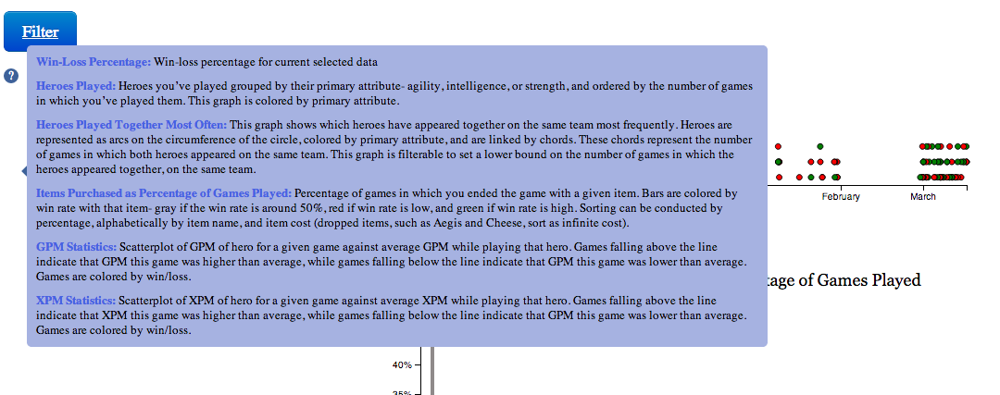 Filter
?
Win-Loss Percentage: Win-loss percentage for current selected data
Heroes Played: Heroes you've played grouped by their primary attribute- agility, intelligence, or strength, and ordered by the number of games
in which you've played them. This graph is colored by primary attribute.
Heroes Played Together Most Often: This graph shows which heroes have appeared together on the same team most frequently. Heroes are
represented as arcs on the circumference of the circle, colored by primary attribute, and are linked by chords. These chords represent the number
of games in which both heroes appeared on the same team. This graph is filterable to set a lower bound on the number of games in which the
heroes appeared together, on the same team.
Items Purchased as Percentage of Games Played: Percentage of games in which you ended the game with a given item. Bars are colored by
win rate with that item- gray if the win rate is around 50%, red if win rate is low, and green if win rate is high. Sorting can be conducted by
percentage, alphabetically by item name, and item cost (dropped items, such as Aegis and Cheese, sort as infinite cost).
GPM Statistics: Scatterplot of GPM of hero for a given game against average GPM while playing that hero. Games falling above the line
indicate that GPM this game was higher than average, while games falling below the line indicate that GPM this game was lower than average.
Games are colored by win/loss.
XPM Statistics: Scatterplot of XPM of hero for a given game against average XPM while playing that hero. Games falling above the line
indicate that XPM this game was higher than average, while games falling below the line indicate that GPM this game was lower than average.
Games are colored by win/loss.
February March
tage of Games Played
40%
35%